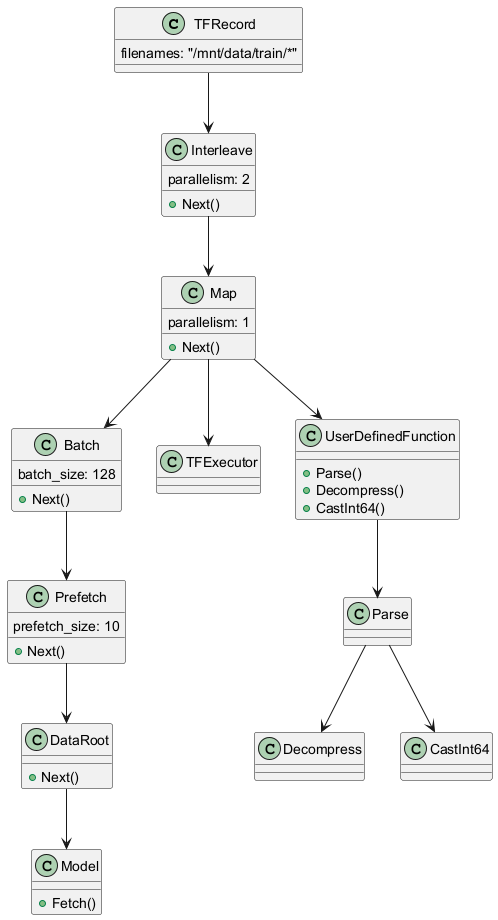 C TFRecord
filenames: "/mnt/data/train/*"
C Interleave
parallelism: 2
Next()
C Map
parallelism: 1
Next()
C Batch
batch_size: 128
Next()
C TFExecutor
C UserDefinedFunction
Parse()
Decompress()
CastInt64()
C Prefetch
prefetch_size: 10
Next()
C Parse
C DataRoot
Next()
C Decompress
C CastInt64
C Model
Fetch()